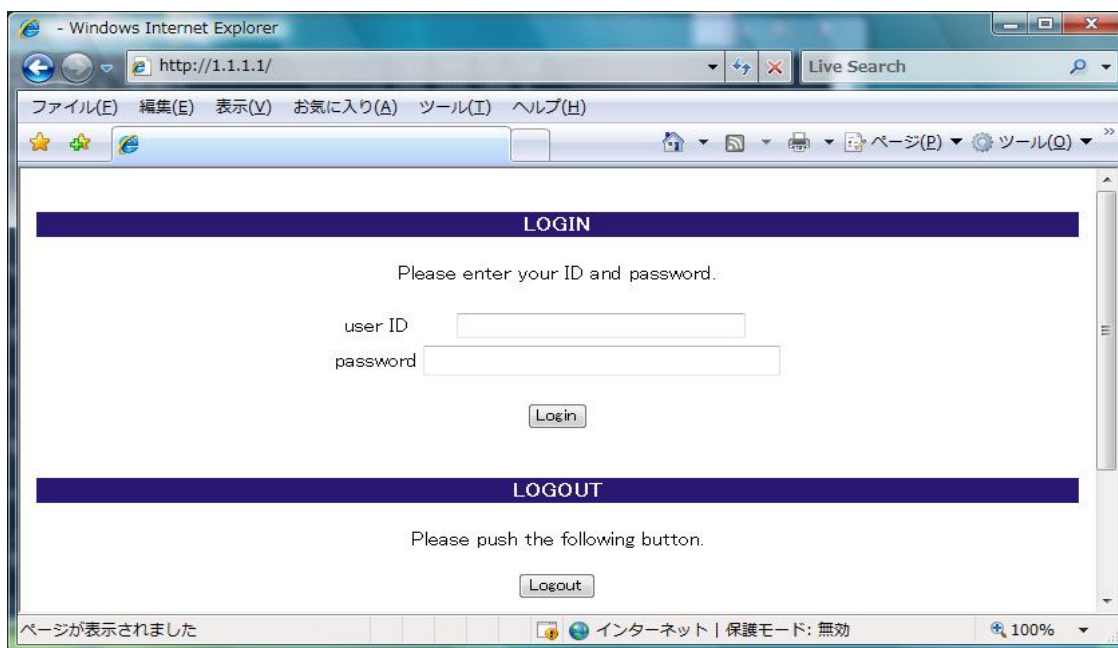 - Windows Internet Explorer
http://1.1.1.1/
Live Search
ファイル(F) 編集(E) 表示(V) お気に入り(A) ツール(T) ヘルプ(H)
ページ(P) ツール(O) »
LOGIN
Please enter your ID and password.
user ID
password
Login
LOGOUT
Please push the following button.
Logout
ページが表示されました
インターネット | 保護モード: 無効
100%